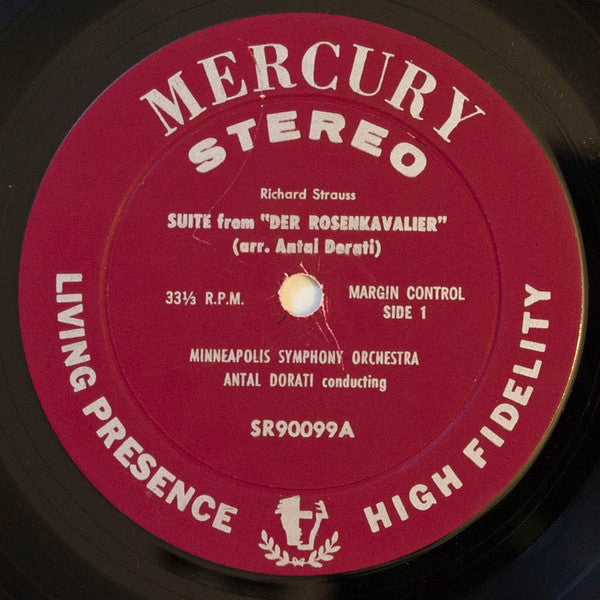 MERCURY
STEREO
Richard Strauss
SUITE from "DER ROSENKAVALIER"
(arr. Antal Dorati)
33⅓ R.P.M.
MARGIN CONTROL
SIDE 1
MINNEAPOLIS SYMPHONY ORCHESTRA
ANTAL DORATI conducting
SR90099A
LIVING PRESENCE
HIGH FIDELITY